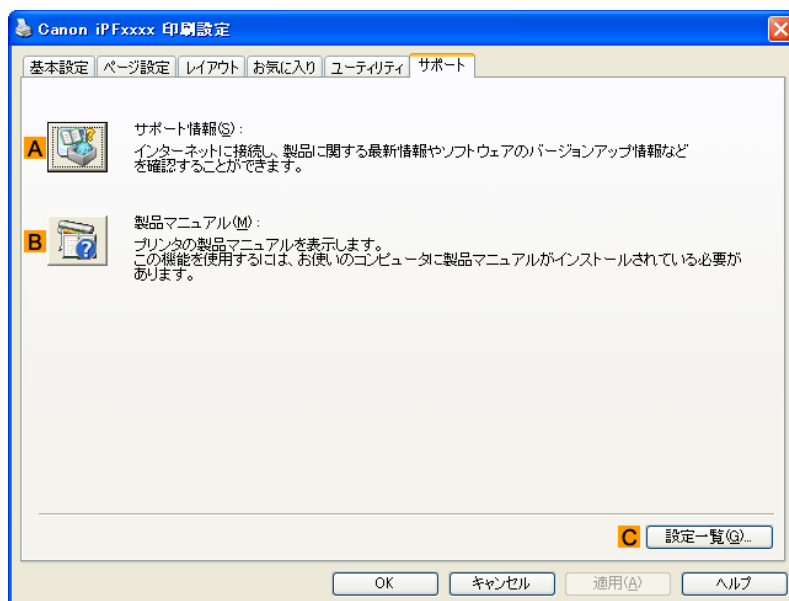 Canon iPFxxxx 印刷設定
基本設定 ページ設定 レイアウト お気に入り ユーティリティ サポート
A
サポート情報(S):
インターネットに接続し、製品に関する最新情報やソフトウェアのバージョンアップ情報など
を確認することができます。
B
製品マニュアル(M):
プリンタの製品マニュアルを表示します。
この機能を使用するには、お使いのコンピュータに製品マニュアルがインストールされている必要が
あります。
C 設定一覧(G)...
OK キャンセル 適用(A) ヘルプ